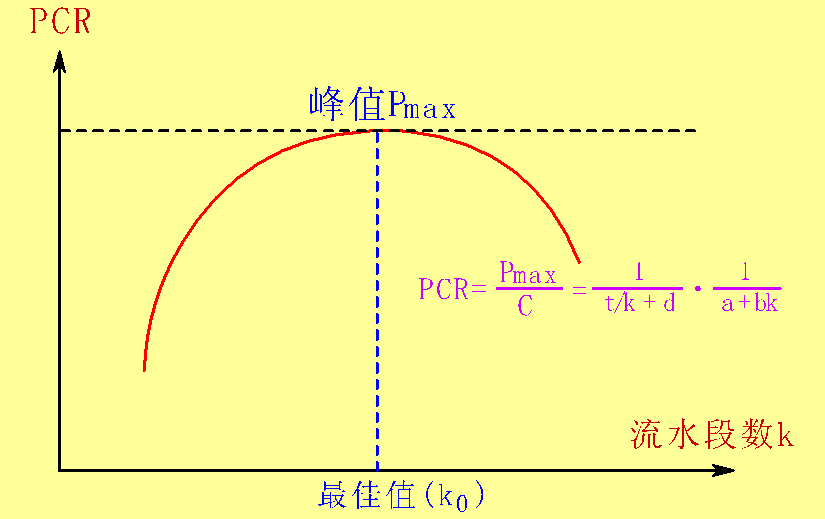 PCR
峰值Pmax
PCR=Pmax/C=1/(t/k+d)·1/(a+bk)
流水段数k
最佳值(k0)